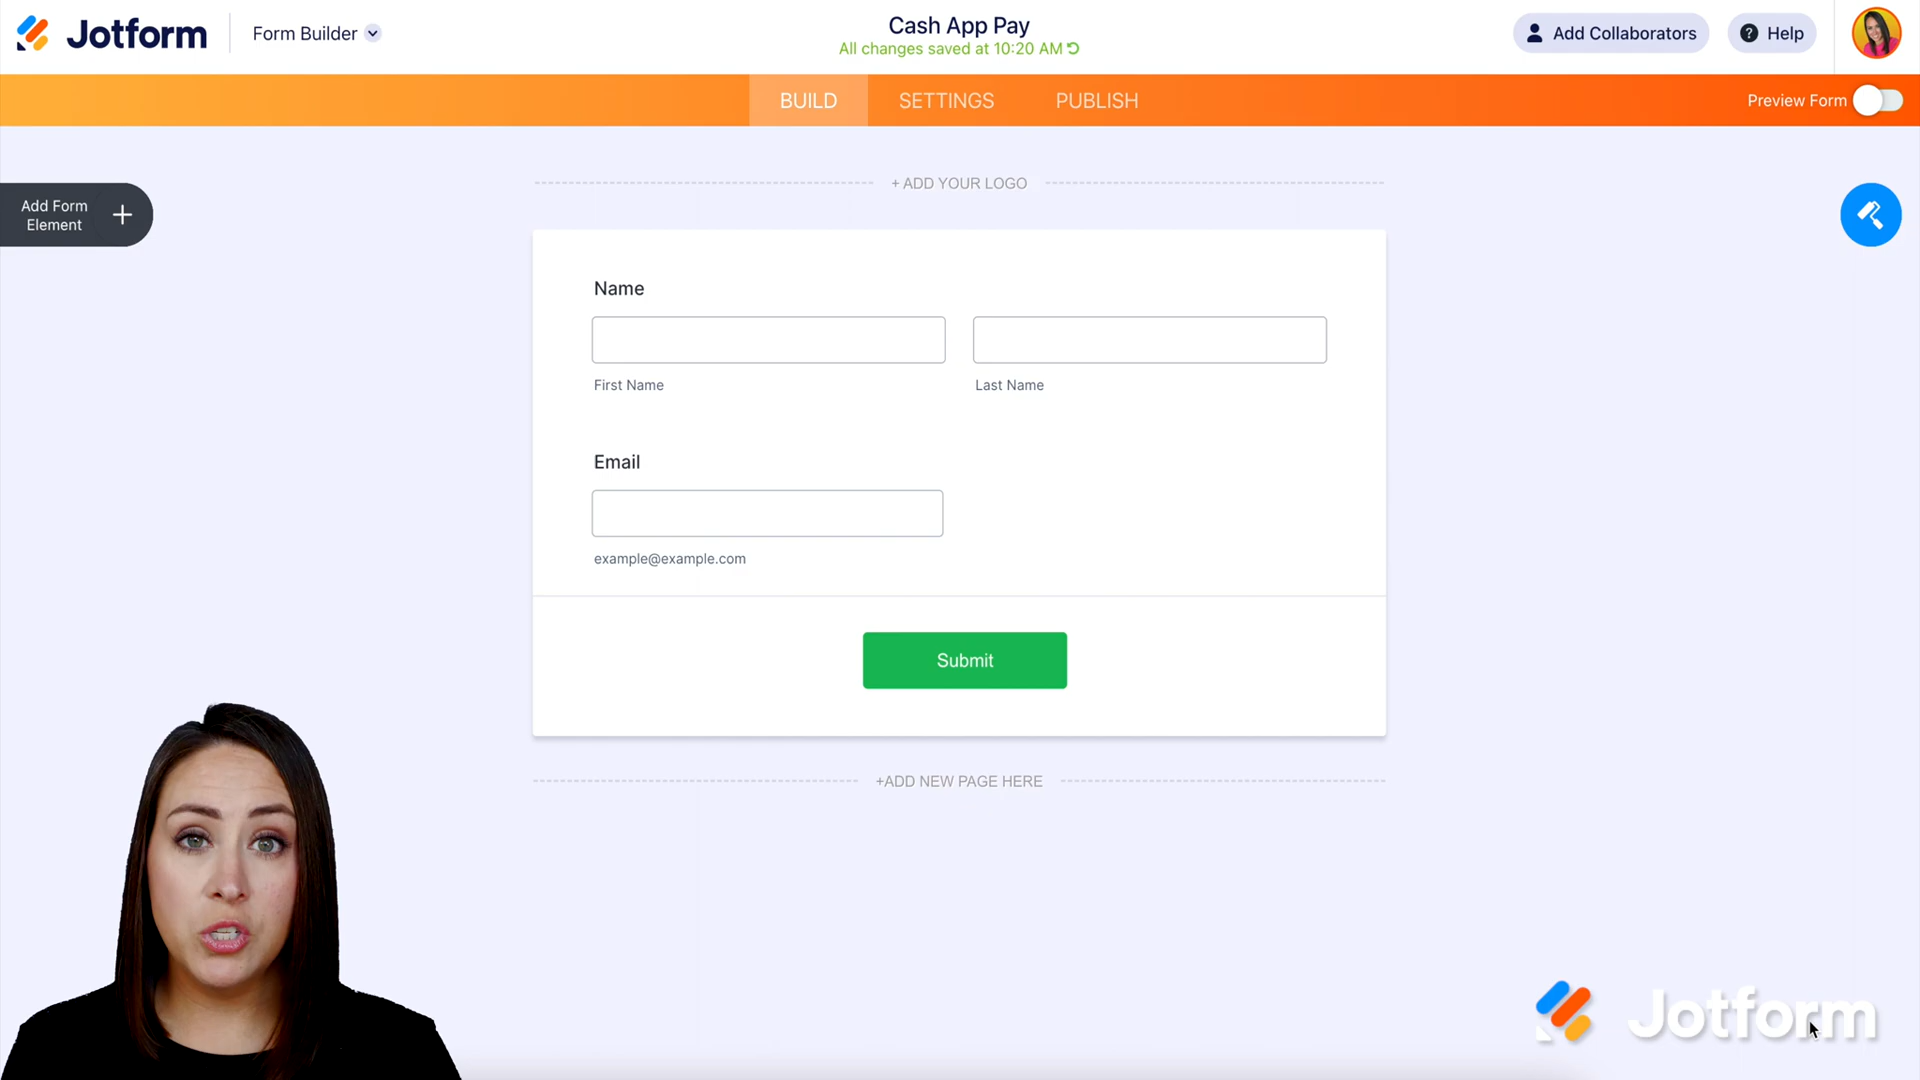 Jotform
Form Builder
Cash App Pay
All changes saved at 10:20 AM
Add Collaborators
? Help
BUILD
SETTINGS
PUBLISH
Preview Form
Add Form
Element
+ ADD YOUR LOGO
Name
First Name
Last Name
Email
example@example.com
Submit
+ADD NEW PAGE HERE
Jotform